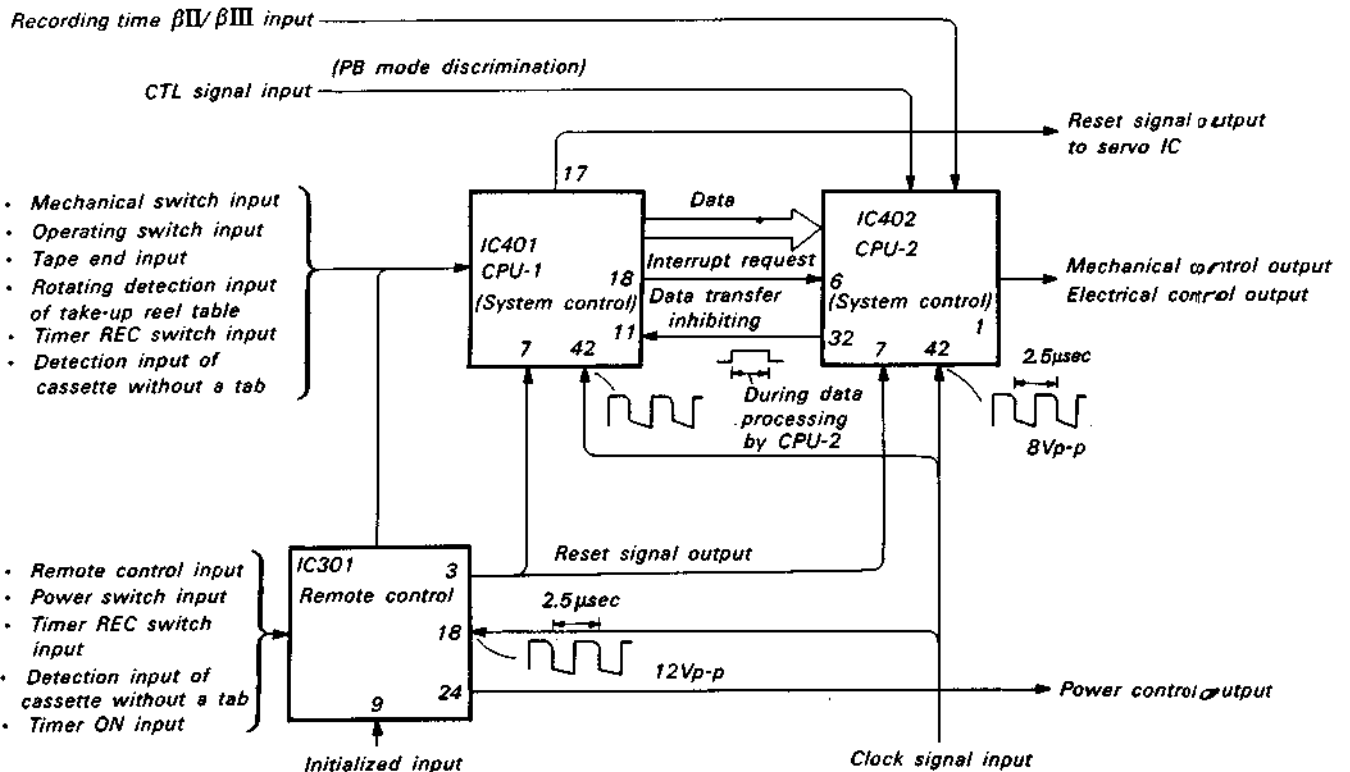 Recording time βII/βIII input
(PB mode discrimination)
CTL signal input
Reset signal output
to servo IC
17
• Mechanical switch input
• Operating switch input
• Tape end input
• Rotating detection input
of take-up reel table
• Timer REC switch input
• Detection input of
cassette without a tab
IC401
CPU-1
(System control)
18
11
7
42
Data
Interrupt request
Data transfer
inhibiting
During data
processing
by CPU-2
IC402
CPU-2
6
(System control)
1
32
7
42
Mechanical control output
Electrical control output
2.5μsec
8Vp-p
• Remote control input
• Power switch input
• Timer REC switch
input
• Detection input of
cassette without a tab
• Timer ON input
IC301
Remote control
3
18
24
9
Reset signal output
2.5μsec
12Vp-p
Power control output
Initialized input
Clock signal input